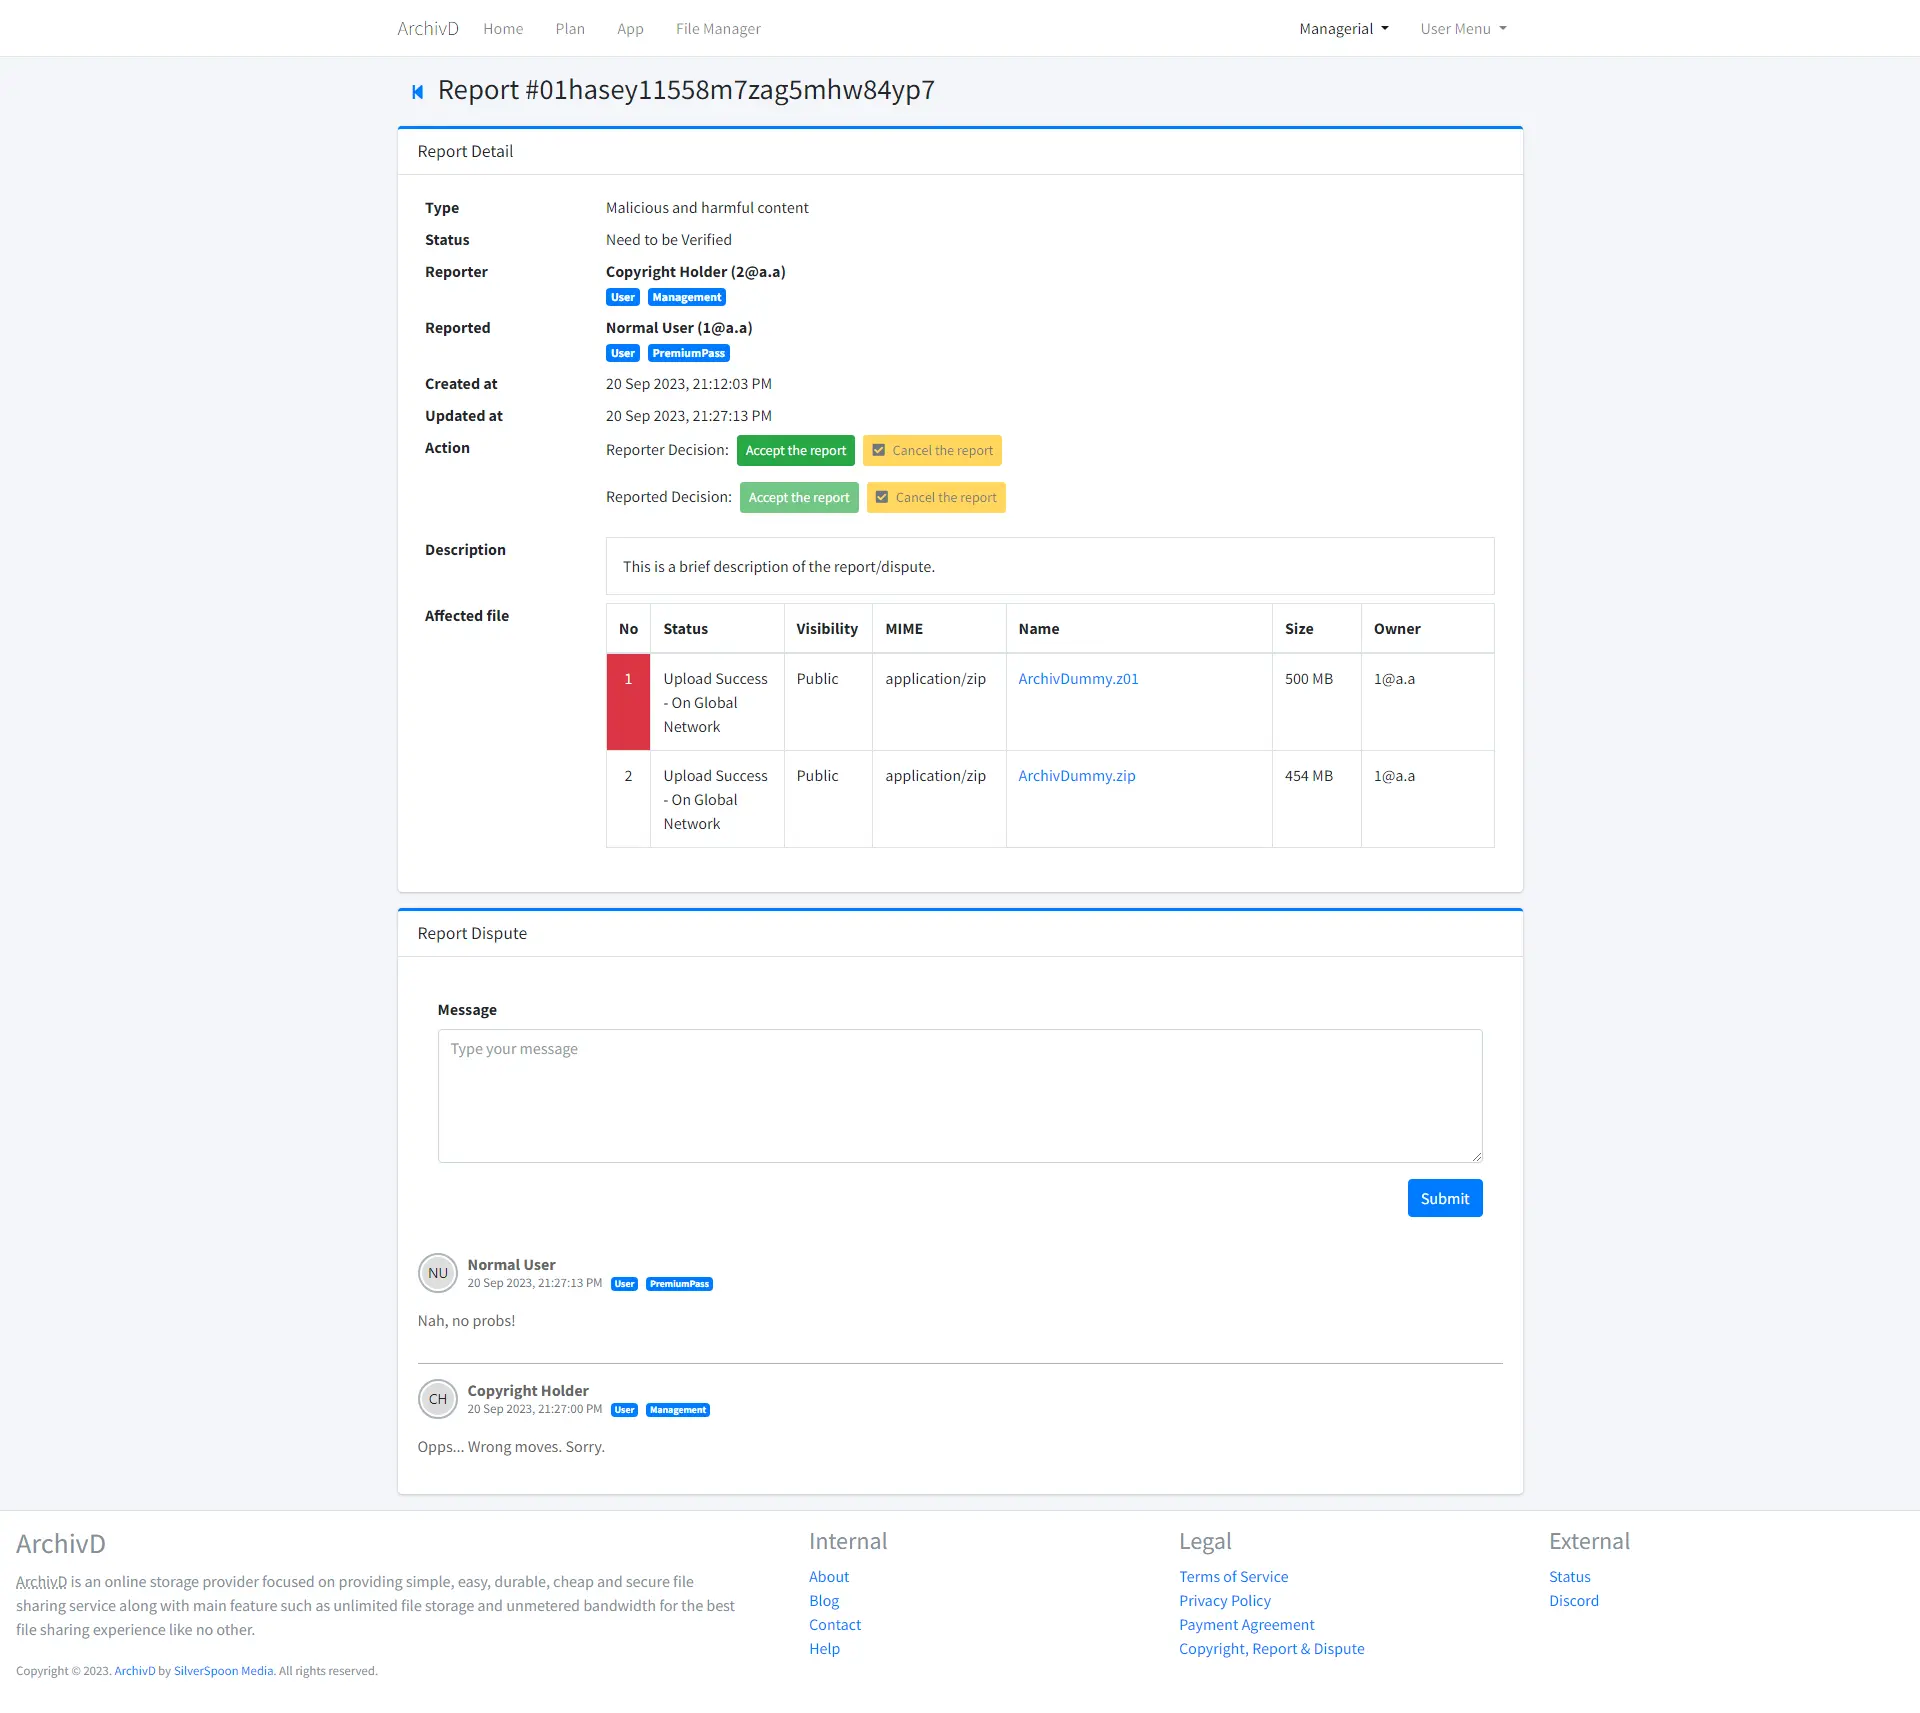 ArchivD Home Plan App File Manager Managerial User Menu
Report #01hasey11558m7zag5mhw84yp7
Report Detail
Type Malicious and harmful content
Status Need to be Verified
Reporter Copyright Holder (2@a.a)
User Management
Reported Normal User (1@a.a)
User PremiumPass
Created at 20 Sep 2023, 21:12:03 PM
Updated at 20 Sep 2023, 21:27:13 PM
Action Reporter Decision: Accept the report Cancel the report
Reported Decision: Accept the report Cancel the report
Description This is a brief description of the report/dispute.
Affected file
No Status Visibility MIME Name Size Owner
1 Upload Success Public application/zip ArchivDummy.z01 500 MB 1@a.a
- On Global
Network
2 Upload Success Public application/zip ArchivDummy.zip 454 MB 1@a.a
- On Global
Network
Report Dispute
Message
Type your message
Submit
NU Normal User
20 Sep 2023, 21:27:13 PM User PremiumPass
Nah, no probs!
CH Copyright Holder
20 Sep 2023, 21:27:00 PM User Management
Opps... Wrong moves. Sorry.
ArchivD
ArchivD is an online storage provider focused on providing simple, easy, durable, cheap and secure file
sharing service along with main feature such as unlimited file storage and unmetered bandwidth for the best
file sharing experience like no other.
Copyright © 2023. ArchivD by SilverSpoon Media. All rights reserved.
Internal
About
Blog
Contact
Help
Legal
Terms of Service
Privacy Policy
Payment Agreement
Copyright, Report & Dispute
External
Status
Discord